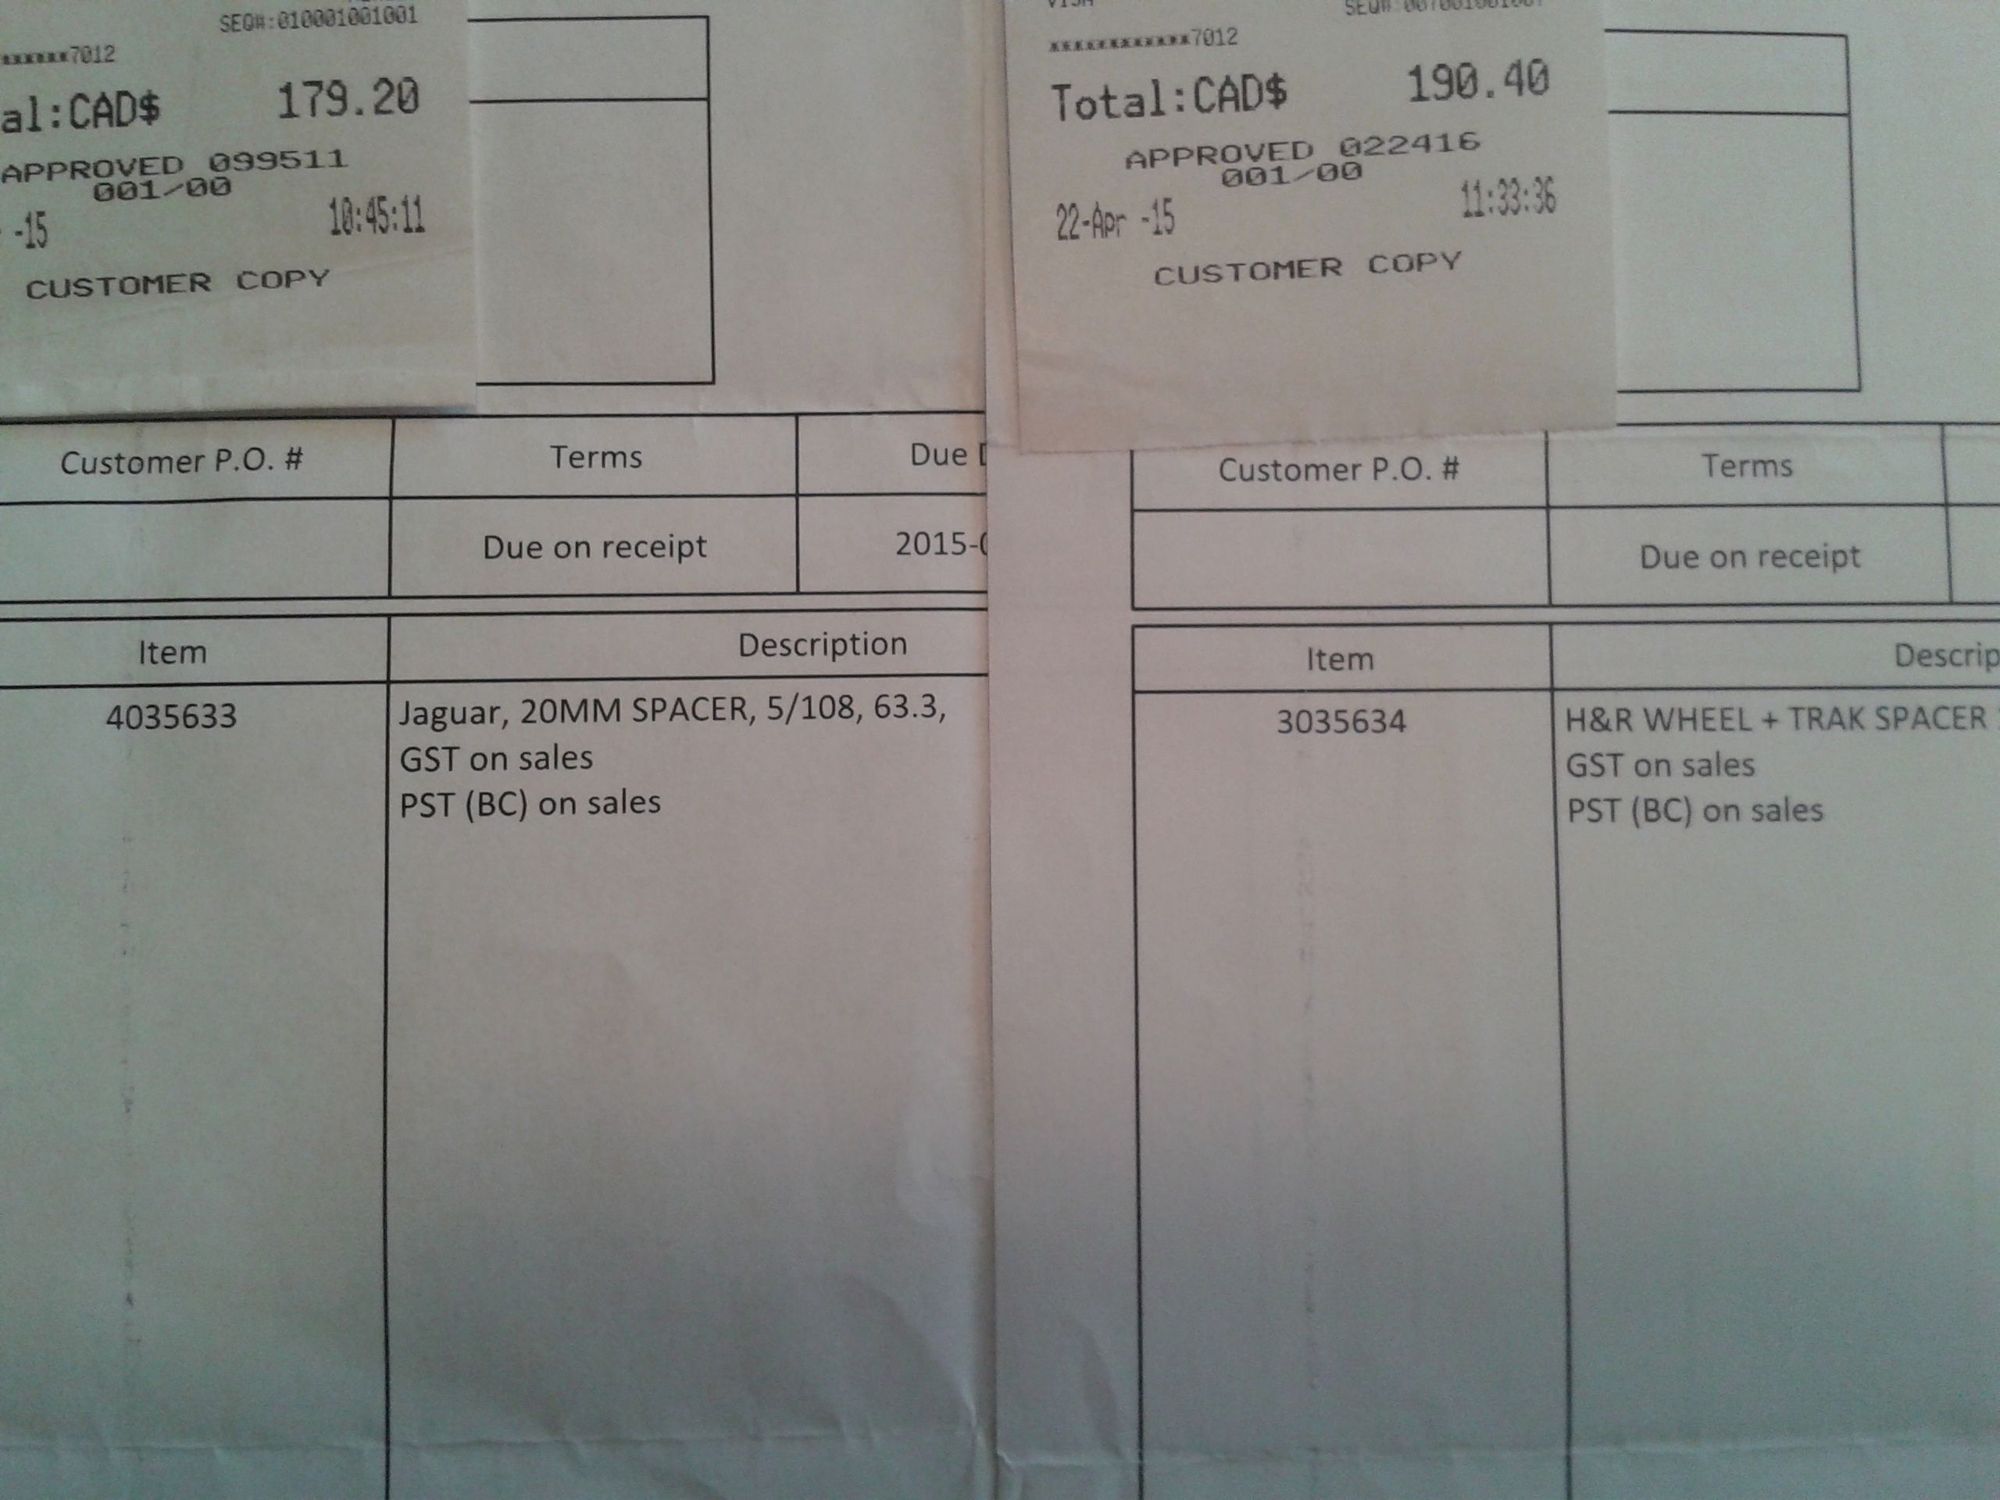 SEQ#:010001001001
******7012
al:CAD$ 179.20
APPROVED 099511
001/00
-15 10:45:11
CUSTOMER COPY
Customer P.O. # Terms Due
Due on receipt 2015-
Item Description
4035633 Jaguar, 20MM SPACER, 5/108, 63.3,
GST on sales
PST (BC) on sales
VISA
************7012
Total:CAD$ 190.40
APPROVED 022416
001/00
22-Apr -15 11:33:36
CUSTOMER COPY
Customer P.O. # Terms
Due on receipt
Item Descrip
3035634 H&R WHEEL + TRAK SPACER
GST on sales
PST (BC) on sales